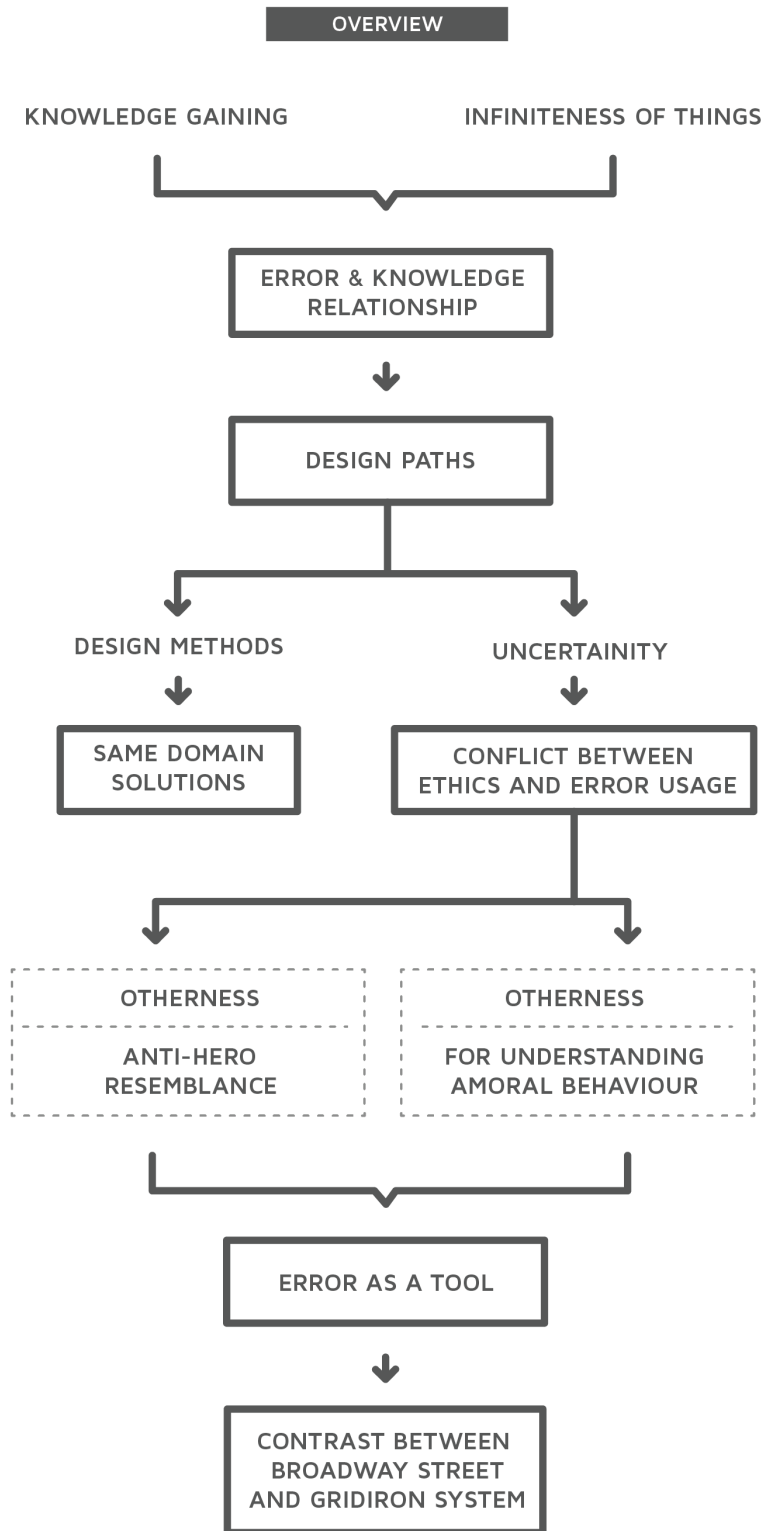 OVERVIEW
KNOWLEDGE GAINING
INFINITENESS OF THINGS
ERROR & KNOWLEDGE
RELATIONSHIP
DESIGN PATHS
DESIGN METHODS
UNCERTAINITY
SAME DOMAIN
SOLUTIONS
CONFLICT BETWEEN
ETHICS AND ERROR USAGE
OTHERNESS
ANTI-HERO
RESEMBLANCE
OTHERNESS
FOR UNDERSTANDING
AMORAL BEHAVIOUR
ERROR AS A TOOL
CONTRAST BETWEEN
BROADWAY STREET
AND GRIDIRON SYSTEM